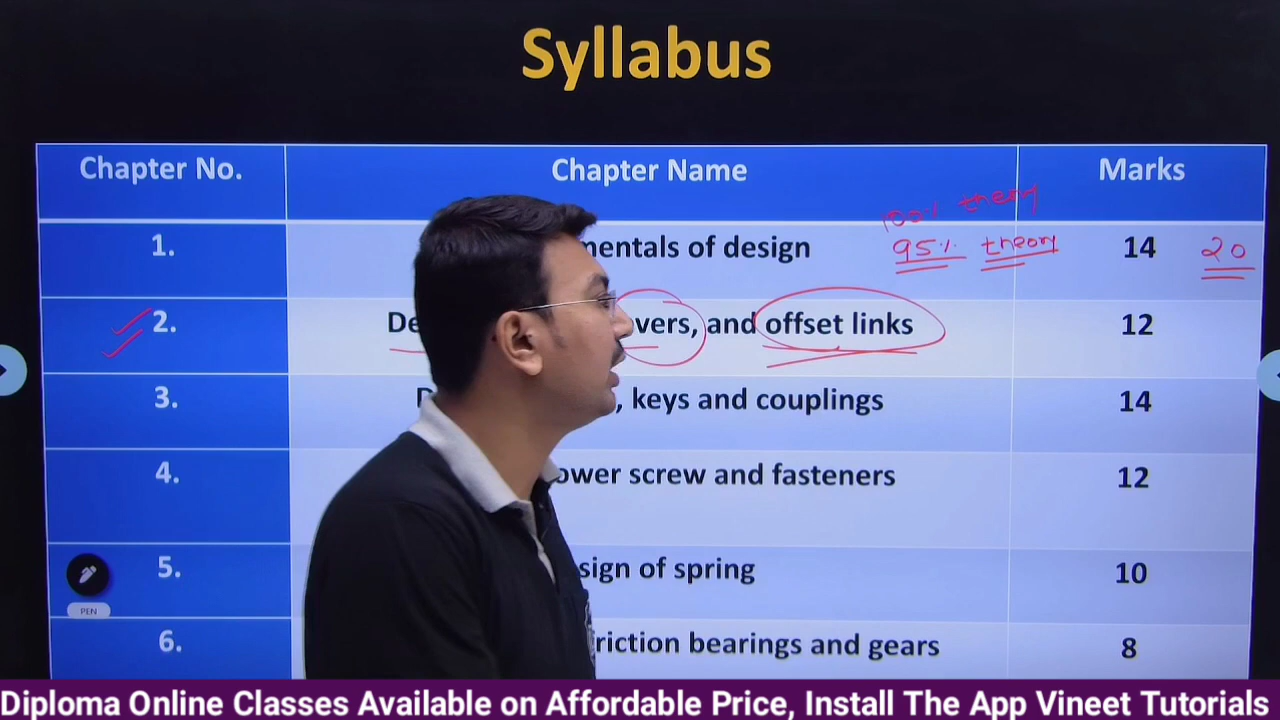 Syllabus
Chapter No. Chapter Name Marks
100% theory
1. mentals of design 95% theory 14 20
2. De vers, and offset links 12
3. D , keys and couplings 14
4. ower screw and fasteners 12
5. sign of spring 10
PEN
6. riction bearings and gears 8
Diploma Online Classes Available on Affordable Price, Install The App Vineet Tutorials